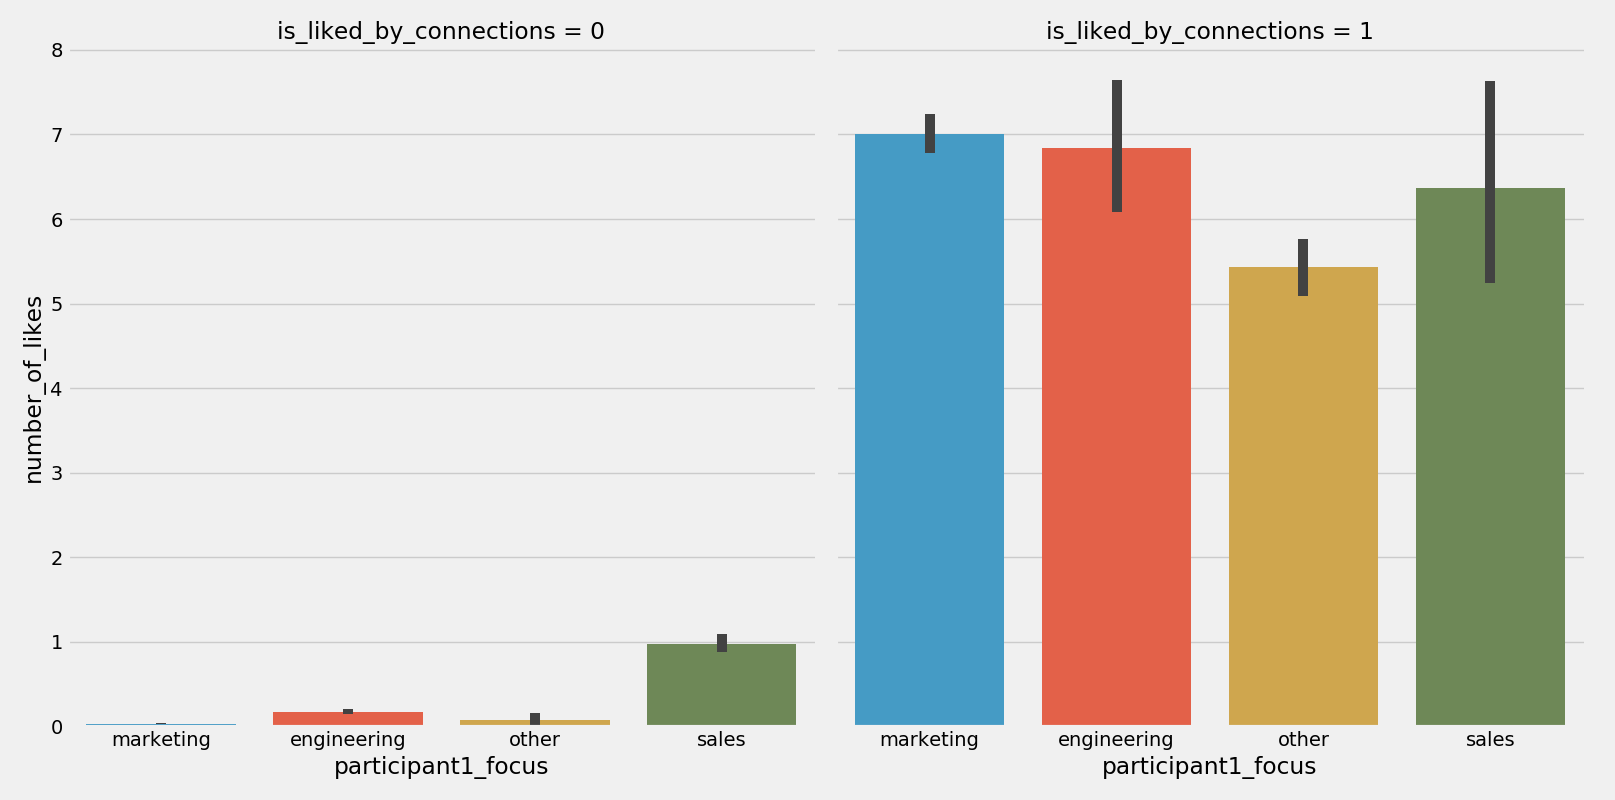 is_liked_by_connections = 0
is_liked_by_connections = 1
number_of_likes
8
7
6
5
4
3
2
1
0
marketing engineering other sales
marketing engineering other sales
participant1_focus
participant1_focus